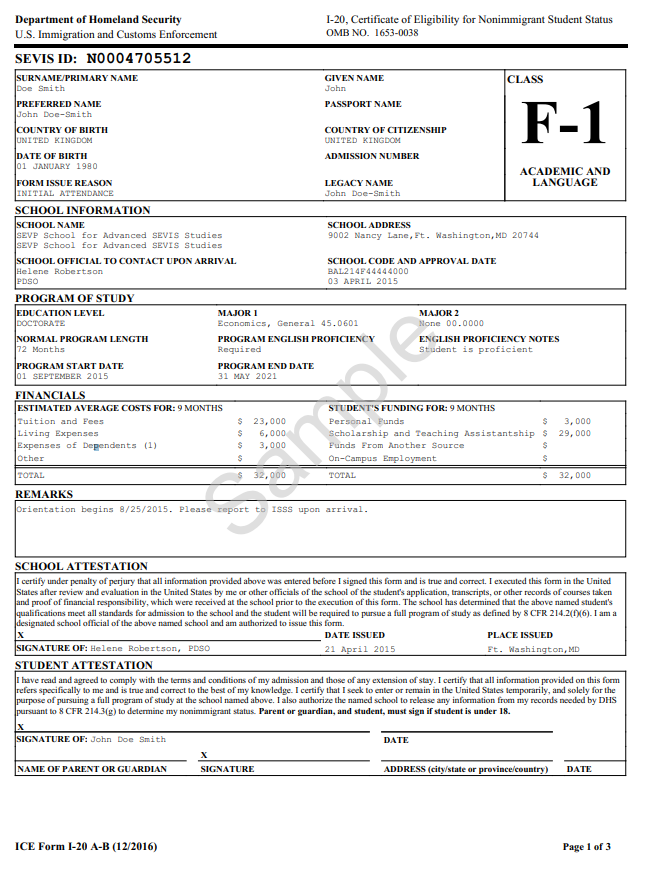 Department of Homeland Security
U.S. Immigration and Customs Enforcement
I-20, Certificate of Eligibility for Nonimmigrant Student Status
OMB NO. 1653-0038
SEVIS ID: N0004705512
SURNAME/PRIMARY NAME GIVEN NAME CLASS
Doe Smith John
PREFERRED NAME PASSPORT NAME
John Doe-Smith
F-1
COUNTRY OF BIRTH COUNTRY OF CITIZENSHIP
UNITED KINGDOM UNITED KINGDOM
DATE OF BIRTH ADMISSION NUMBER
01 JANUARY 1980
ACADEMIC AND
LANGUAGE
FORM ISSUE REASON LEGACY NAME
INITIAL ATTENDANCE John Doe-Smith
SCHOOL INFORMATION
SCHOOL NAME SCHOOL ADDRESS
SEVP School for Advanced SEVIS Studies 9002 Nancy Lane,Ft. Washington,MD 20744
SEVP School for Advanced SEVIS Studies
SCHOOL OFFICIAL TO CONTACT UPON ARRIVAL SCHOOL CODE AND APPROVAL DATE
Helene Robertson BAL214F44444000
PDSO 03 APRIL 2015
PROGRAM OF STUDY
EDUCATION LEVEL MAJOR 1 MAJOR 2
DOCTORATE Economics, General 45.0601 None 00.0000
NORMAL PROGRAM LENGTH PROGRAM ENGLISH PROFICIENCY ENGLISH PROFICIENCY NOTES
72 Months Required Student is proficient
PROGRAM START DATE PROGRAM END DATE
01 SEPTEMBER 2015 31 MAY 2021
FINANCIALS
ESTIMATED AVERAGE COSTS FOR: 9 MONTHS STUDENT'S FUNDING FOR: 9 MONTHS
Tuition and Fees $ 23,000 Personal Funds $ 3,000
Living Expenses $ 6,000 Scholarship and Teaching Assistantship $ 29,000
Expenses of Dependents (1) $ 3,000 Funds From Another Source $
Other $ On-Campus Employment $
TOTAL $ 32,000 TOTAL $ 32,000
Sample
REMARKS
Orientation begins 8/25/2015. Please report to ISSS upon arrival.
SCHOOL ATTESTATION
I certify under penalty of perjury that all information provided above was entered before I signed this form and is true and correct. I executed this form in the United
States after review and evaluation in the United States by me or other officials of the school of the student's application, transcripts, or other records of courses taken
and proof of financial responsibility, which were received at the school prior to the execution of this form. The school has determined that the above named student's
qualifications meet all standards for admission to the school and the student will be required to pursue a full program of study as defined by 8 CFR 214.2(f)(6). I am a
designated school official of the above named school and am authorized to issue this form.
X DATE ISSUED PLACE ISSUED
SIGNATURE OF: Helene Robertson, PDSO 21 April 2015 Ft. Washington,MD
STUDENT ATTESTATION
I have read and agreed to comply with the terms and conditions of my admission and those of any extension of stay. I certify that all information provided on this form
refers specifically to me and is true and correct to the best of my knowledge. I certify that I seek to enter or remain in the United States temporarily, and solely for the
purpose of pursuing a full program of study at the school named above. I also authorize the named school to release any information from my records needed by DHS
pursuant to 8 CFR 214.3(g) to determine my nonimmigrant status. Parent or guardian, and student, must sign if student is under 18.
X
SIGNATURE OF: John Doe Smith DATE
X
NAME OF PARENT OR GUARDIAN SIGNATURE ADDRESS (city/state or province/country) DATE
ICE Form I-20 A-B (12/2016) Page 1 of 3